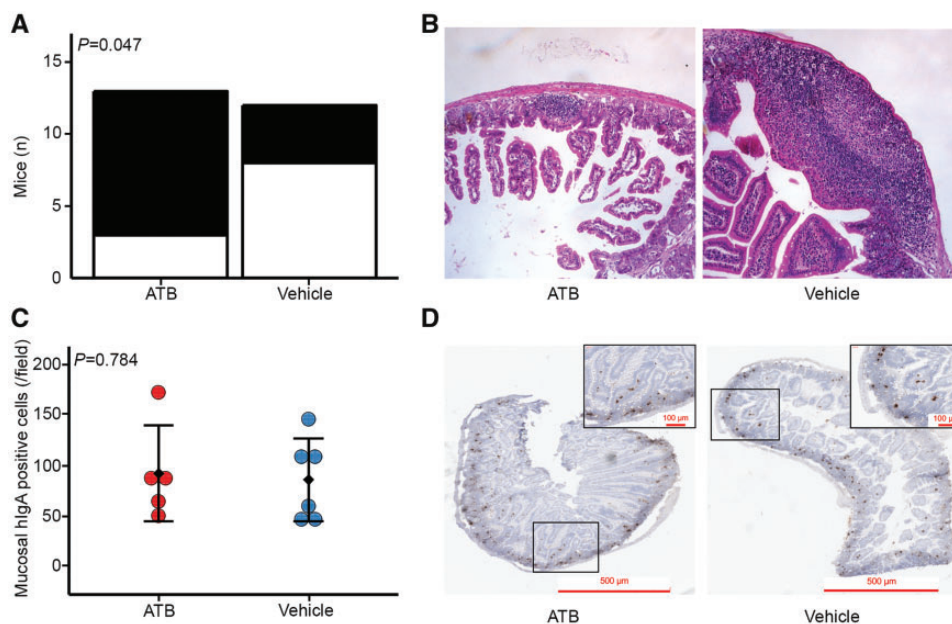 A
P=0.047
15
10
5
0
Mice (n)
ATB
Vehicle
B
ATB
Vehicle
C
P=0.784
200
150
100
50
0
Mucosal hIgA positive cells (/field)
ATB
Vehicle
D
100 µm
500 µm
ATB
100 µ
500 µm
Vehicle